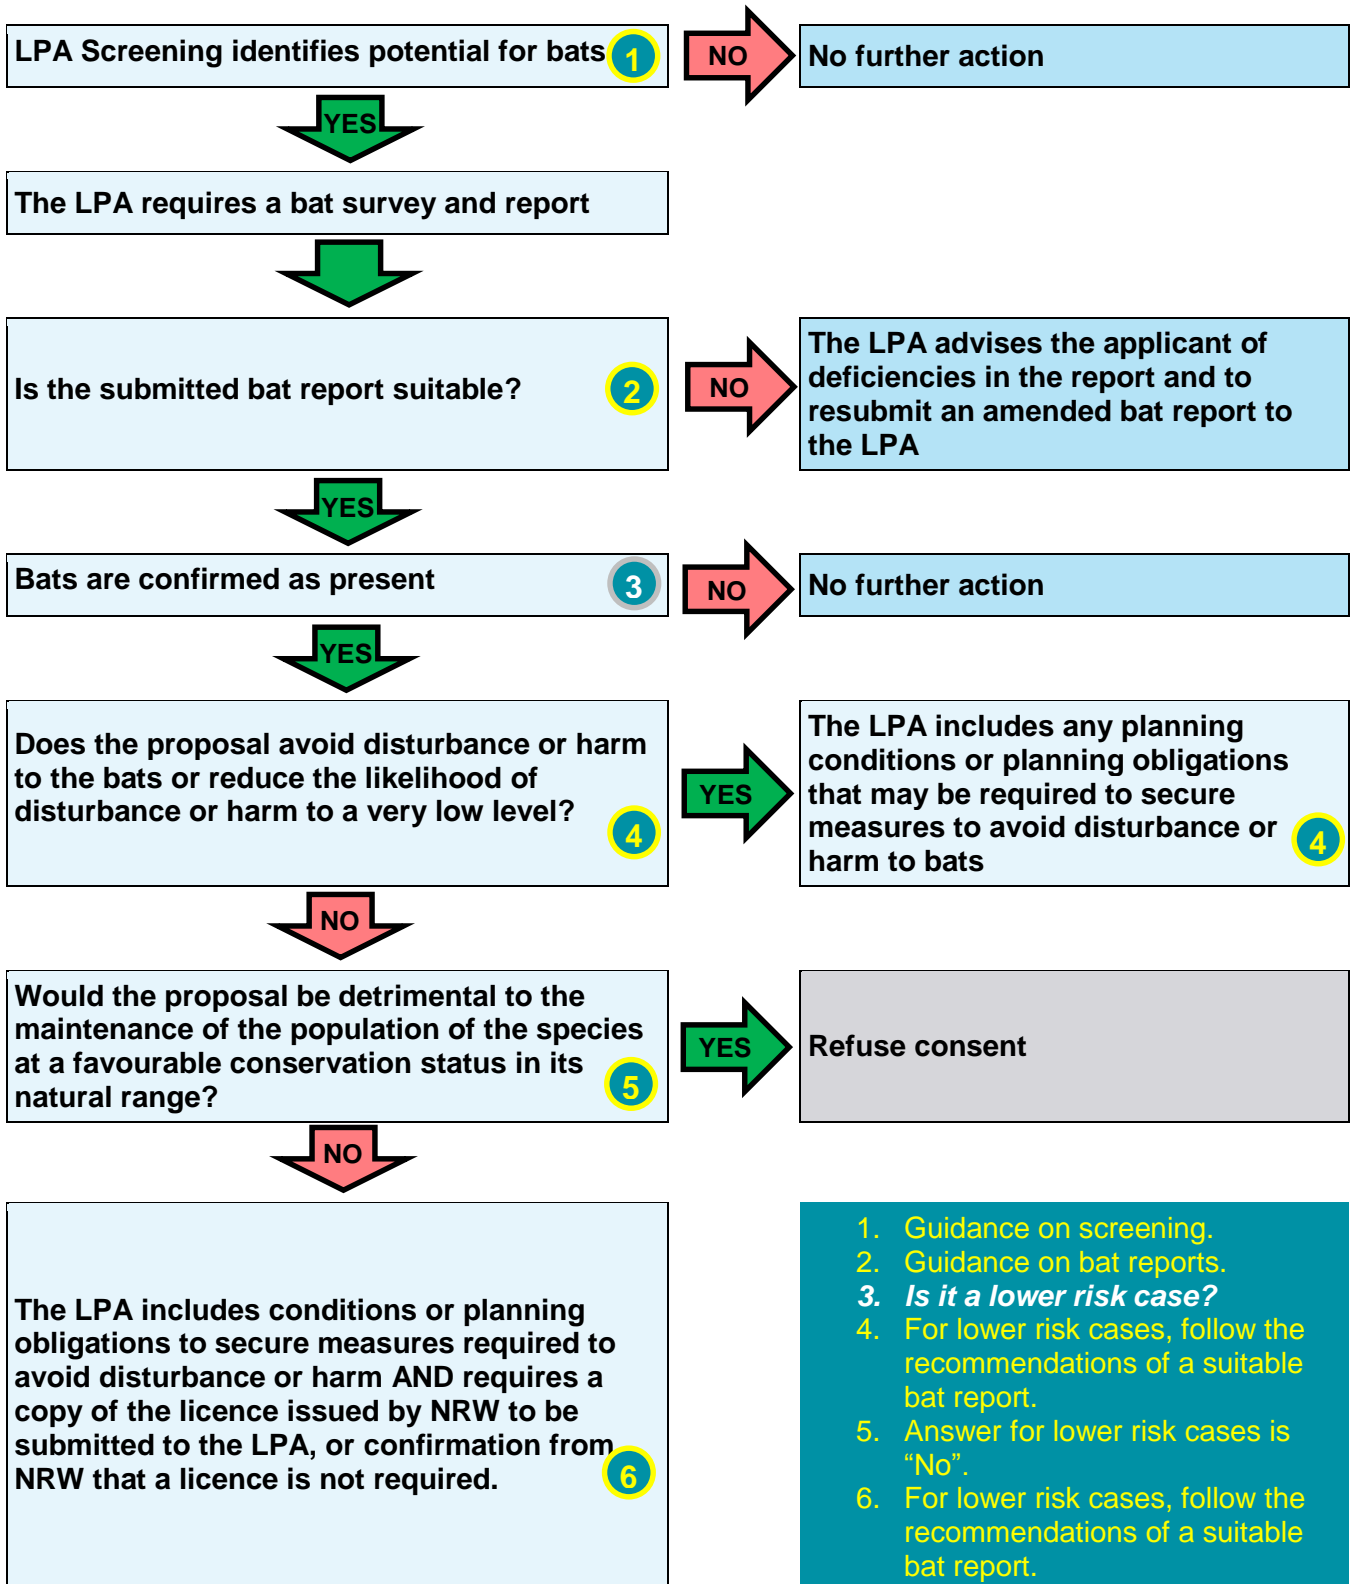 LPA Screening identifies potential for bats
1
NO
No further action
YES
The LPA requires a bat survey and report
Is the submitted bat report suitable?
2
NO
The LPA advises the applicant of
deficiencies in the report and to
resubmit an amended bat report to
the LPA
YES
Bats are confirmed as present
3
NO
No further action
YES
Does the proposal avoid disturbance or harm
to the bats or reduce the likelihood of
disturbance or harm to a very low level?
4
YES
The LPA includes any planning
conditions or planning obligations
that may be required to secure
measures to avoid disturbance or
harm to bats
4
NO
Would the proposal be detrimental to the
maintenance of the population of the species
at a favourable conservation status in its
natural range?
5
YES
Refuse consent
NO
The LPA includes conditions or planning
obligations to secure measures required to
avoid disturbance or harm AND requires a
copy of the licence issued by NRW to be
submitted to the LPA, or confirmation from
NRW that a licence is not required.
6
1. Guidance on screening.
2. Guidance on bat reports.
3. Is it a lower risk case?
4. For lower risk cases, follow the
recommendations of a suitable
bat report.
5. Answer for lower risk cases is
“No”.
6. For lower risk cases, follow the
recommendations of a suitable
bat report.